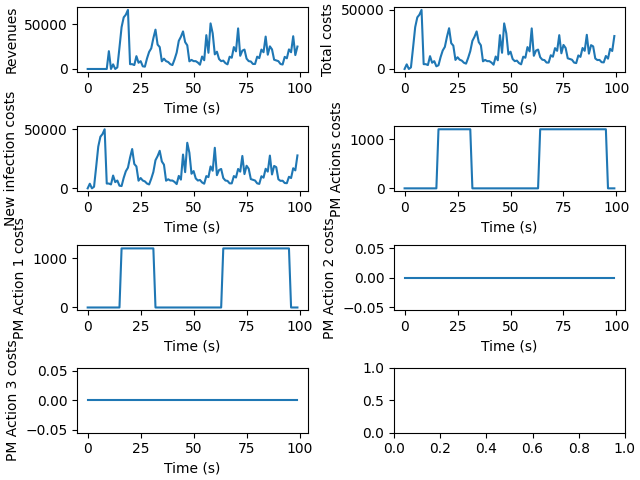 Revenues
50000
0
0 25 50 75 100
Time (s)
Total costs
50000
0
0 25 50 75 100
Time (s)
New infection costs
50000
0
0 25 50 75 100
Time (s)
PM Actions costs
1000
0
0 25 50 75 100
Time (s)
PM Action 1 costs
1000
0
0 25 50 75 100
Time (s)
PM Action 2 costs
0.05
0.00
−0.05
0 25 50 75 100
Time (s)
PM Action 3 costs
0.05
0.00
−0.05
0 25 50 75 100
Time (s)
1.0
0.5
0.0
0.0 0.2 0.4 0.6 0.8 1.0